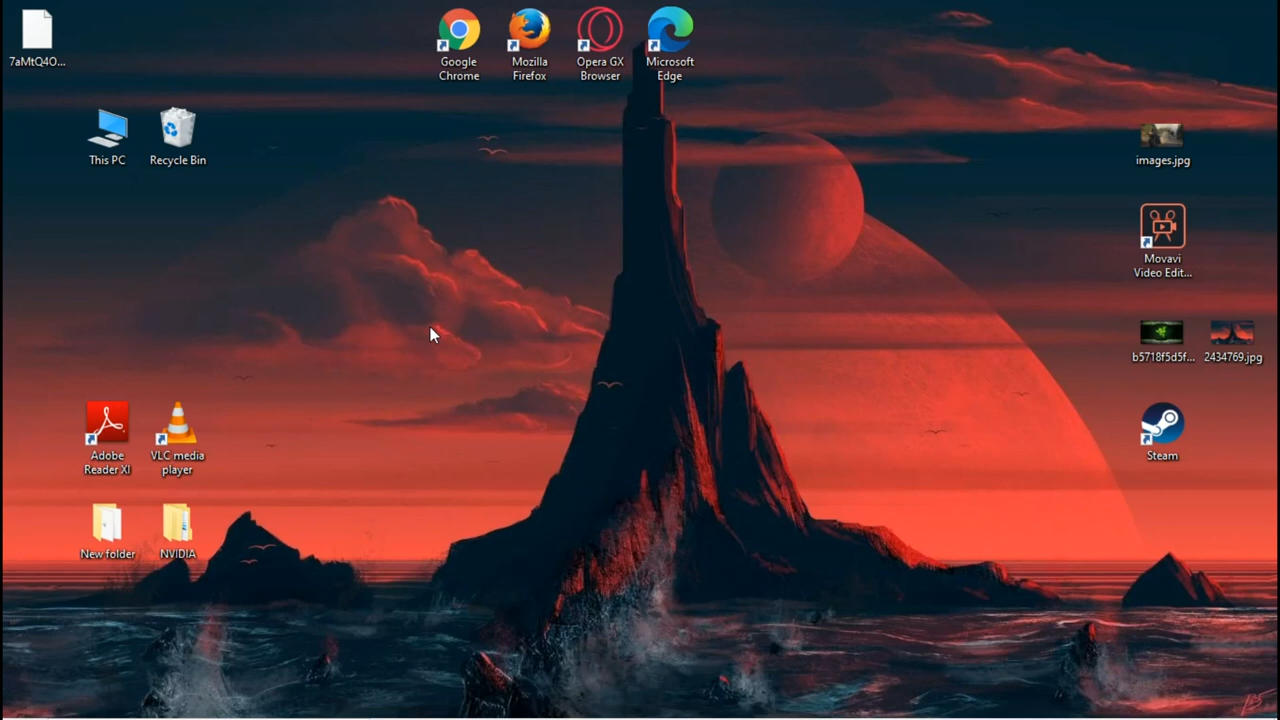 7aMtQ4O...
Google
Chrome
Mozilla
Firefox
Opera GX
Browser
Microsoft
Edge
This PC
Recycle Bin
images.jpg
Movavi
Video Edit...
b5718f5d5f...
2434769.jpg
Adobe
Reader XI
VLC media
player
Steam
New folder
NVIDIA